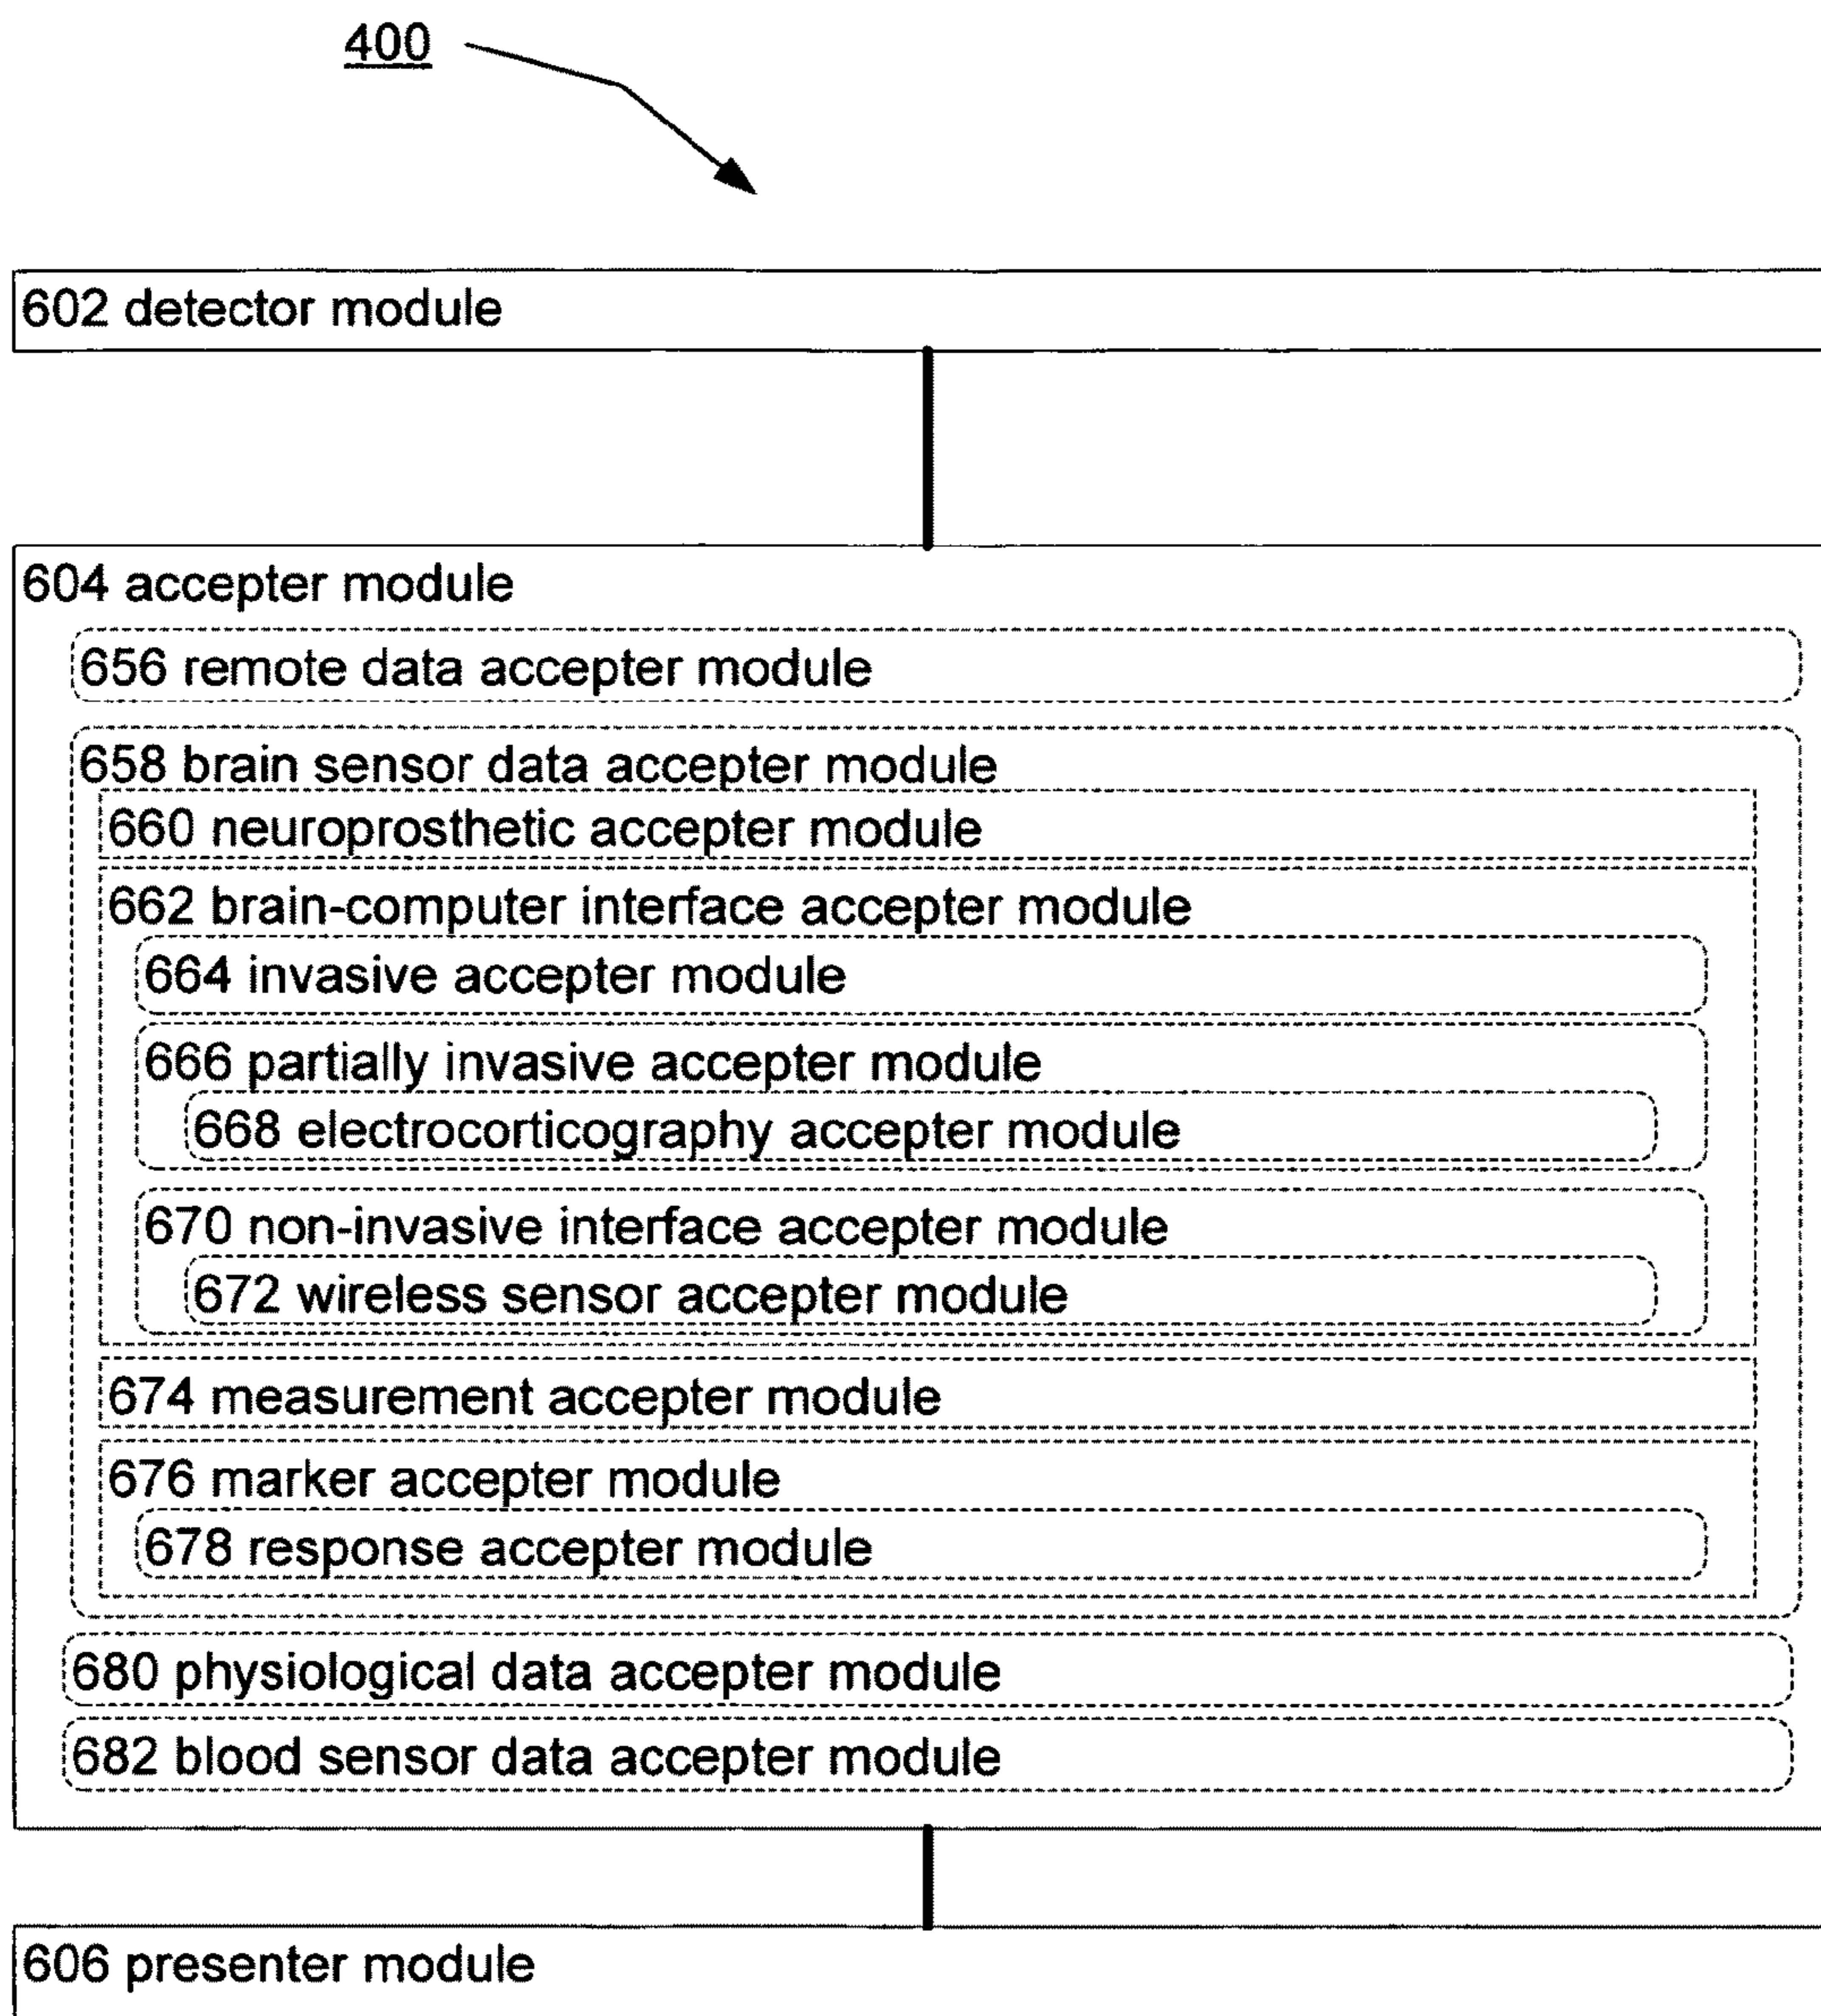 400
602 detector module
604 accepter module
656 remote data accepter module
658 brain sensor data accepter module
660 neuroprosthetic accepter module
662 brain-computer interface accepter module
664 invasive accepter module
666 partially invasive accepter module
668 electrocorticography accepter module
670 non-invasive interface accepter module
672 wireless sensor accepter module
674 measurement accepter module
676 marker accepter module
678 response accepter module
680 physiological data accepter module
682 blood sensor data accepter module
606 presenter module